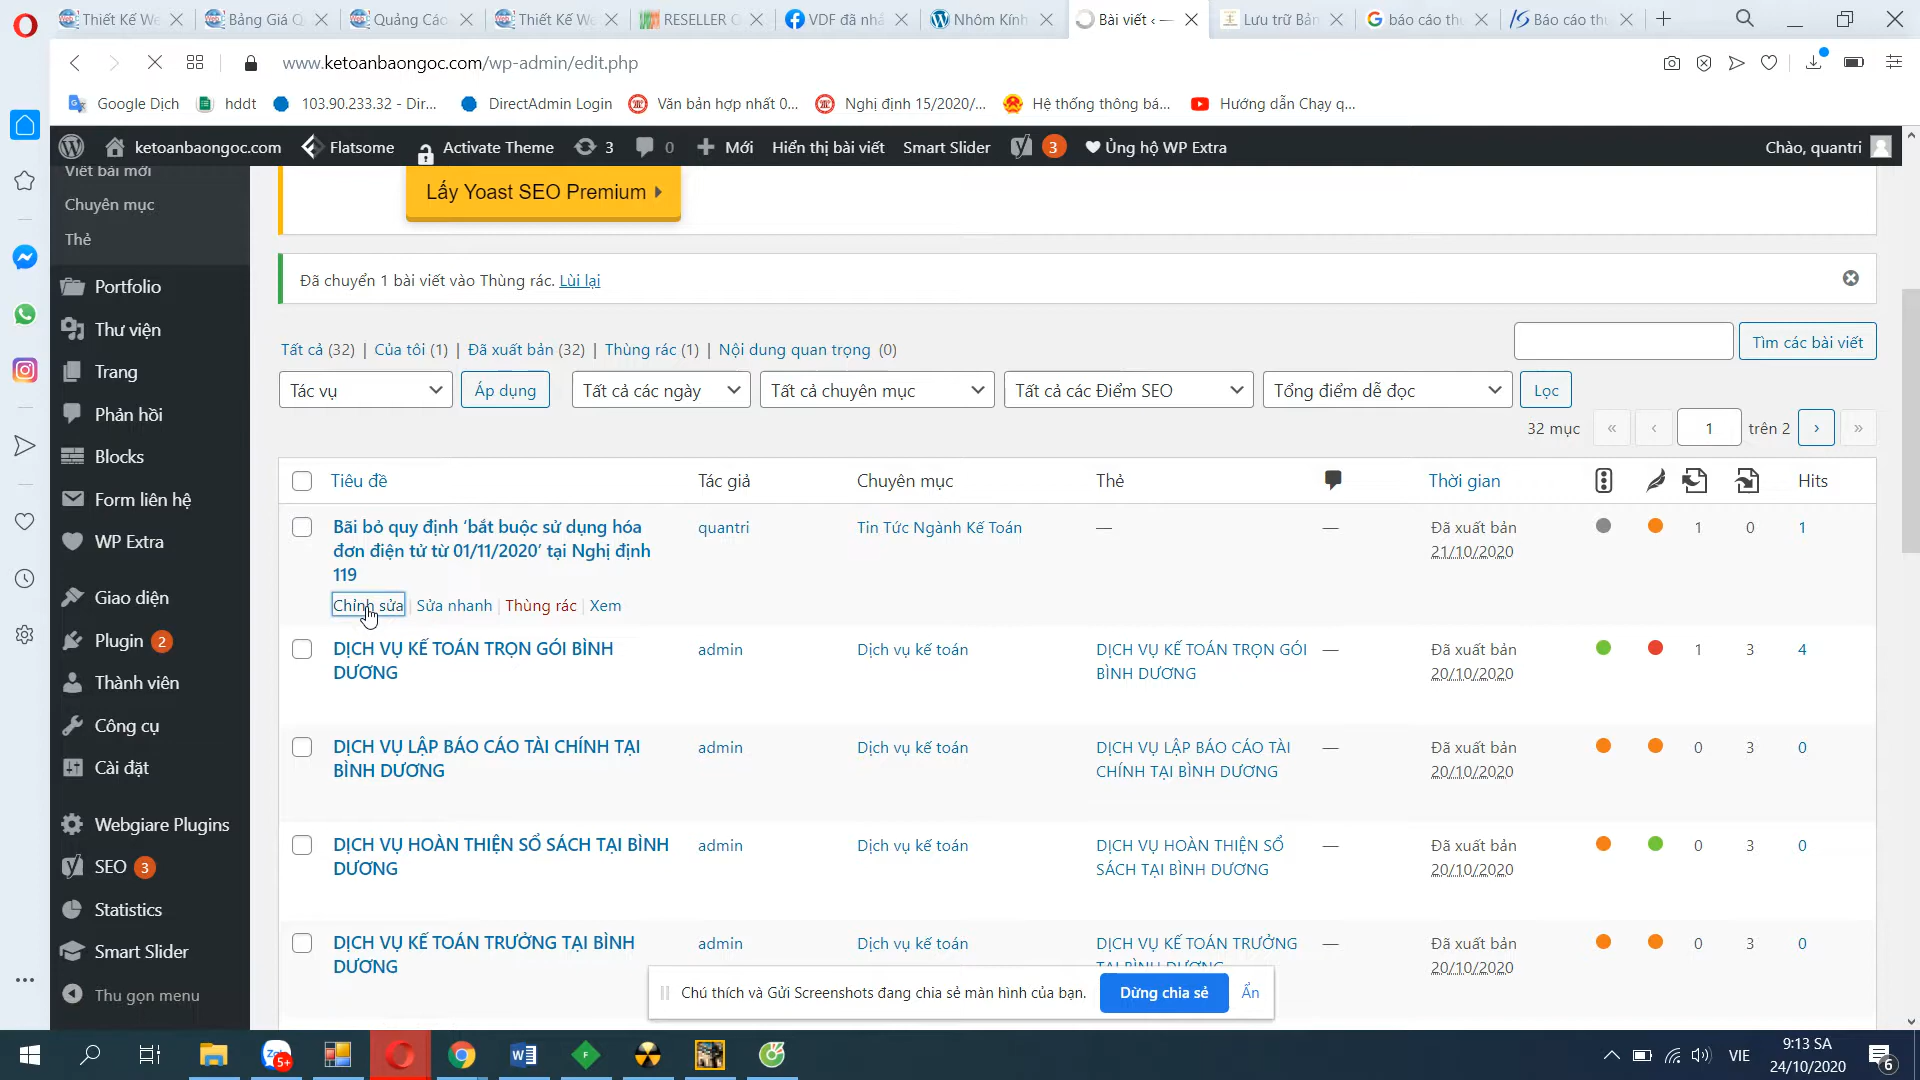 Thiết Kế We
Bảng Giá Q
Quảng Cáo
Thiết Kế We
RESELLER
VDF đã nhấ
Nhôm Kính
Bài viết ‹ —
Lưu trữ Bản
báo cáo thu
Báo cáo thu
www.ketoanbaongoc.com/wp-admin/edit.php
Google Dịch
hddt
103.90.233.32 - Dir...
DirectAdmin Login
Văn bản hợp nhất 0...
Nghị định 15/2020/...
Hệ thống thông bá...
Hướng dẫn Chạy q...
ketoanbaongoc.com
Flatsome
Activate Theme
3
0
Mới
Hiển thị bài viết
Smart Slider
3
Ủng hộ WP Extra
Chào, quantri
Viết bài mới
Chuyên mục
Thẻ
Portfolio
Thư viện
Trang
Phản hồi
Blocks
Form liên hệ
WP Extra
Giao diện
Plugin 2
Thành viên
Công cụ
Cài đặt
Webgiare Plugins
SEO 3
Statistics
Smart Slider
Thu gọn menu
Lấy Yoast SEO Premium
Đã chuyển 1 bài viết vào Thùng rác. Lùi lại
Tất cả (32) | Của tôi (1) | Đã xuất bản (32) | Thùng rác (1) | Nội dung quan trọng (0)
Tìm các bài viết
Tác vụ
Áp dụng
Tất cả các ngày
Tất cả chuyên mục
Tất cả các Điểm SEO
Tổng điểm dễ đọc
Lọc
32 mục « ‹ 1 trên 2 › »
Tiêu đề Tác giả Chuyên mục Thẻ Thời gian Hits
Bãi bỏ quy định ‘bắt buộc sử dụng hóa
đơn điện tử từ 01/11/2020’ tại Nghị định
119
Chỉnh sửa | Sửa nhanh | Thùng rác | Xem
quantri
Tin Tức Ngành Kế Toán
—
—
Đã xuất bản
21/10/2020
1 0 1
DỊCH VỤ KẾ TOÁN TRỌN GÓI BÌNH
DƯƠNG
admin
Dịch vụ kế toán
DỊCH VỤ KẾ TOÁN TRỌN GÓI
BÌNH DƯƠNG
—
Đã xuất bản
20/10/2020
1 3 4
DỊCH VỤ LẬP BÁO CÁO TÀI CHÍNH TẠI
BÌNH DƯƠNG
admin
Dịch vụ kế toán
DỊCH VỤ LẬP BÁO CÁO TÀI
CHÍNH TẠI BÌNH DƯƠNG
—
Đã xuất bản
20/10/2020
0 3 0
DỊCH VỤ HOÀN THIỆN SỔ SÁCH TẠI BÌNH
DƯƠNG
admin
Dịch vụ kế toán
DỊCH VỤ HOÀN THIỆN SỔ
SÁCH TẠI BÌNH DƯƠNG
—
Đã xuất bản
20/10/2020
0 3 0
DỊCH VỤ KẾ TOÁN TRƯỞNG TẠI BÌNH
DƯƠNG
admin
Dịch vụ kế toán
DỊCH VỤ KẾ TOÁN TRƯỞNG
TẠI BÌNH DƯƠNG
—
Đã xuất bản
20/10/2020
0 3 0
Chú thích và Gửi Screenshots đang chia sẻ màn hình của bạn.
Dừng chia sẻ
Ẩn
5+
VIE
9:13 SA
24/10/2020
6